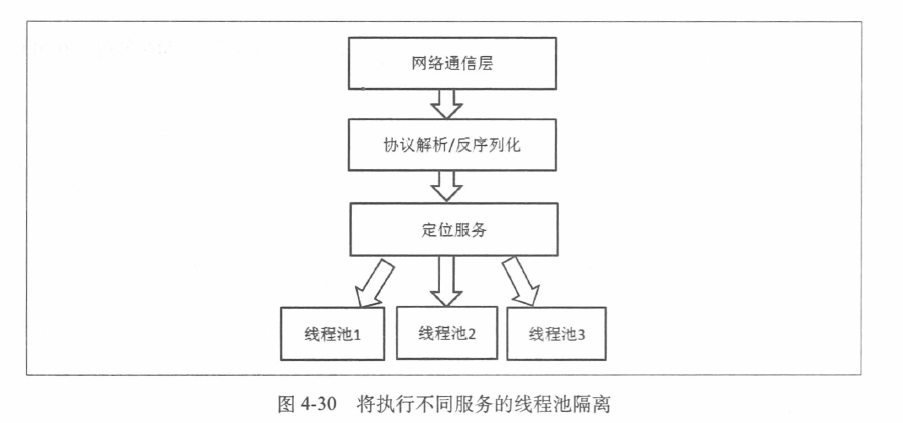 网络通信层
协议解析/反序列化
定位服务
线程池1
线程池2
线程池3
图 4-30 将执行不同服务的线程池隔离